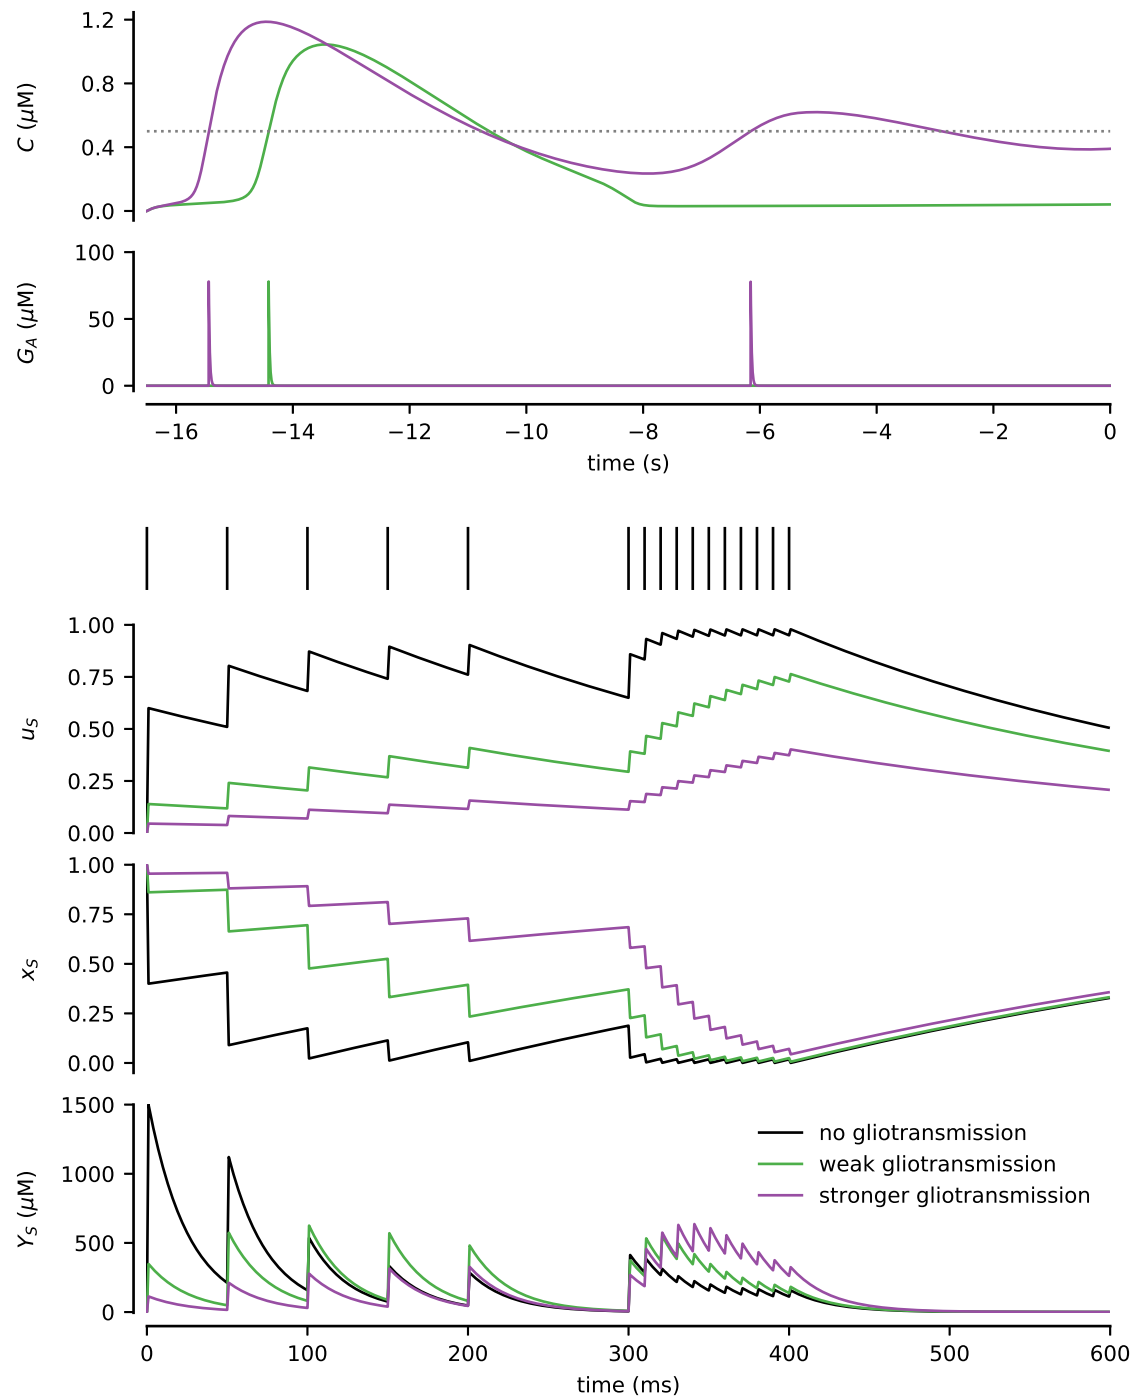 1.2
0.8
0.4
0.0
C (μM)
100
50
0
G_A (μM)
−16 −14 −12 −10 −8 −6 −4 −2 0
time (s)
1.00
0.75
0.50
0.25
0.00
u_S
1.00
0.75
0.50
0.25
0.00
x_S
1500
1000
500
0
Y_S (μM)
no gliotransmission
weak gliotransmission
stronger gliotransmission
0 100 200 300 400 500 600
time (ms)